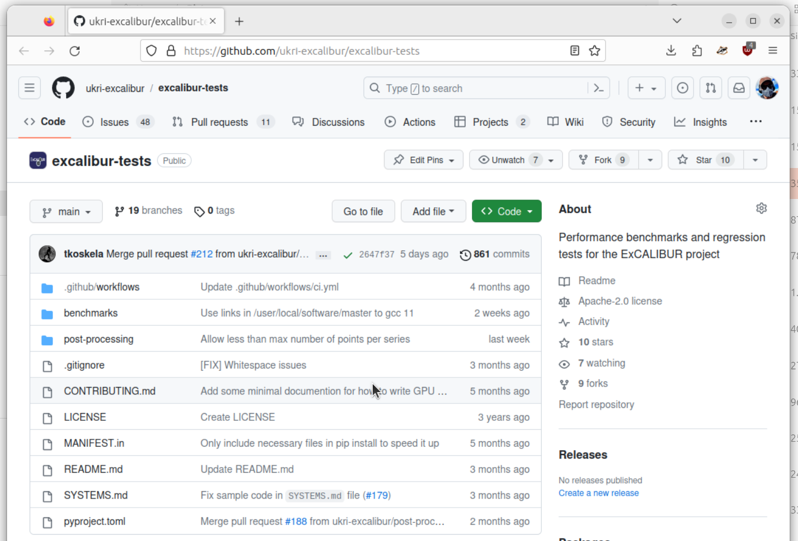 ukri-excalibur/excalibur-t
https://github.com/ukri-excalibur/excalibur-tests
4
ukri-excalibur / excalibur-tests
Type / to search
Code Issues 48 Pull requests 11 Discussions Actions Projects 2 Wiki Security Insights
excalibur-tests Public Edit Pins Unwatch 7 Fork 9 Star 10
main 19 branches 0 tags Go to file Add file Code
tkoskela Merge pull request #212 from ukri-excalibur/... ... 2647f37 5 days ago 861 commits
.github/workflows Update .github/workflows/ci.yml 4 months ago
benchmarks Use links in /user/local/software/master to gcc 11 2 weeks ago
post-processing Allow less than max number of points per series last week
.gitignore [FIX] Whitespace issues 3 months ago
CONTRIBUTING.md Add some minimal documention for how to write GPU ... 5 months ago
LICENSE Create LICENSE 3 years ago
MANIFEST.in Only include necessary files in pip install to speed it up 5 months ago
README.md Update README.md 3 months ago
SYSTEMS.md Fix sample code in SYSTEMS.md file (#179) 3 months ago
pyproject.toml Merge pull request #188 from ukri-excalibur/post-proc... 2 months ago
About
Performance benchmarks and regression
tests for the ExCALIBUR project
Readme
Apache-2.0 license
Activity
10 stars
7 watching
9 forks
Report repository
Releases
No releases published
Create a new release